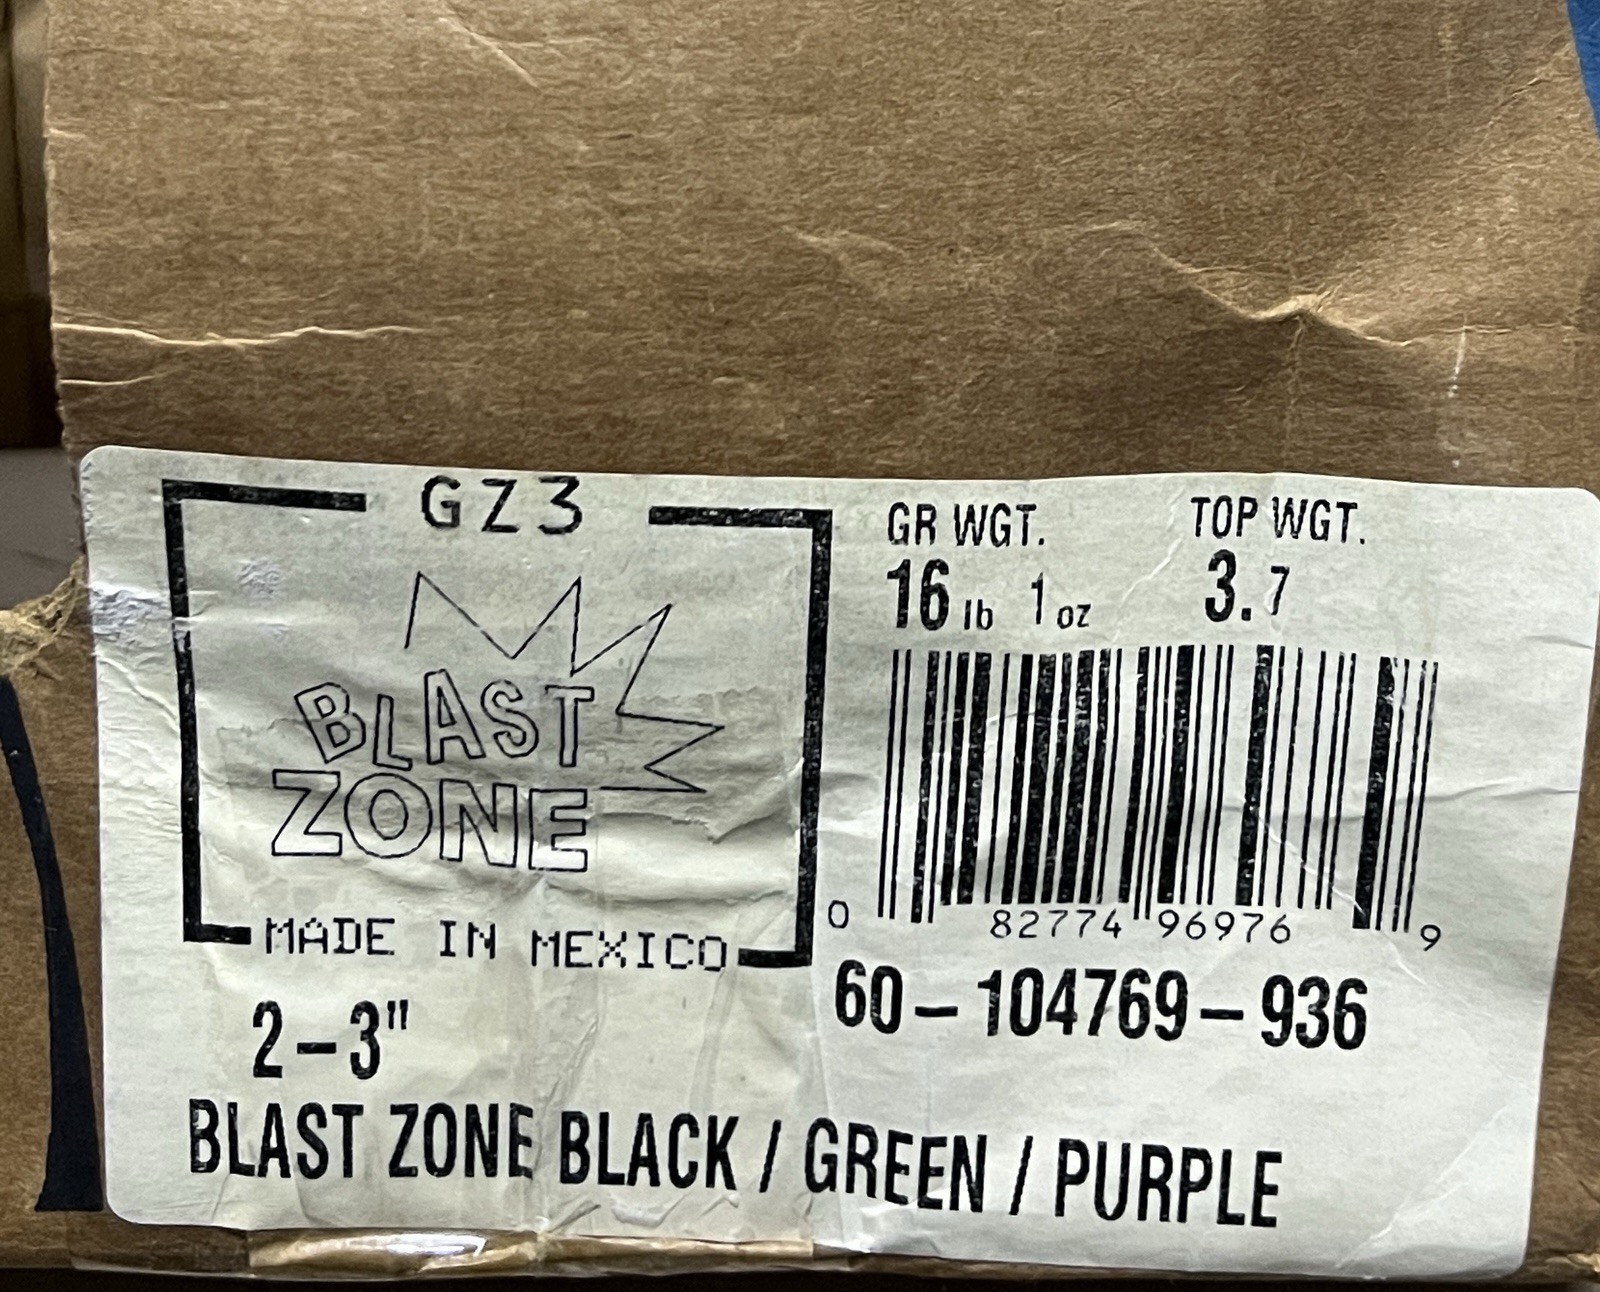 GZ3
BLAST
ZONE
MADE IN MEXICO
2-3"
GR WGT. TOP WGT.
16 lb 1 oz 3.7
0 82774 96976 9
60-104769-936
BLAST ZONE BLACK / GREEN / PURPLE